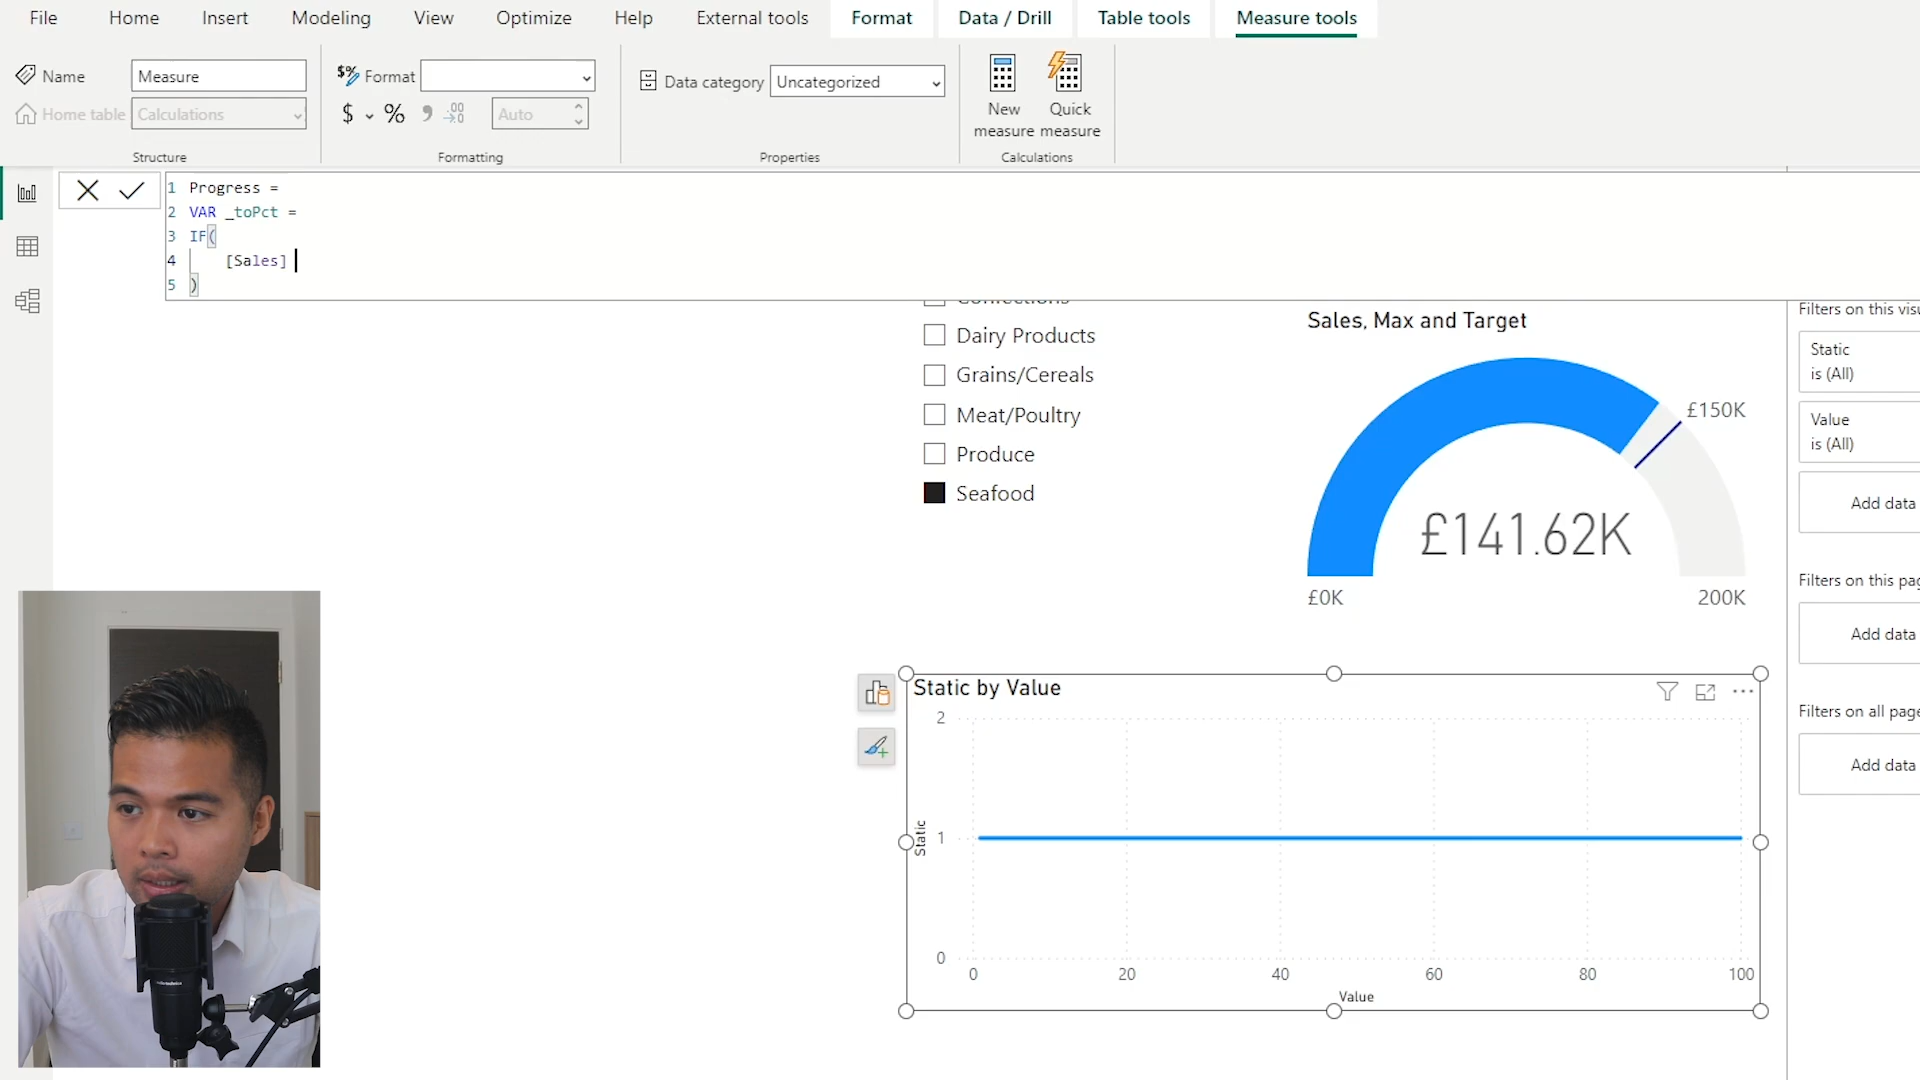 File Home Insert Modeling View Optimize Help External tools Format Data / Drill Table tools Measure tools
Name Measure
Home table Calculations
Structure
$% Format
$ % 9 .00 →.0 Auto
Formatting
Data category Uncategorized
Properties
New measure
Quick measure
Calculations
1 Progress =
2 VAR _toPct =
3 IF(
4 [Sales]
5 )
Confections
Dairy Products
Grains/Cereals
Meat/Poultry
Produce
Seafood
Sales, Max and Target
£150K
£141.62K
£0K
200K
Static by Value
2
1
0
Static
0 20 40 60 80 100
Value
Filters on this visu
Static
is (All)
Value
is (All)
Add data
Filters on this pag
Add data
Filters on all page
Add data